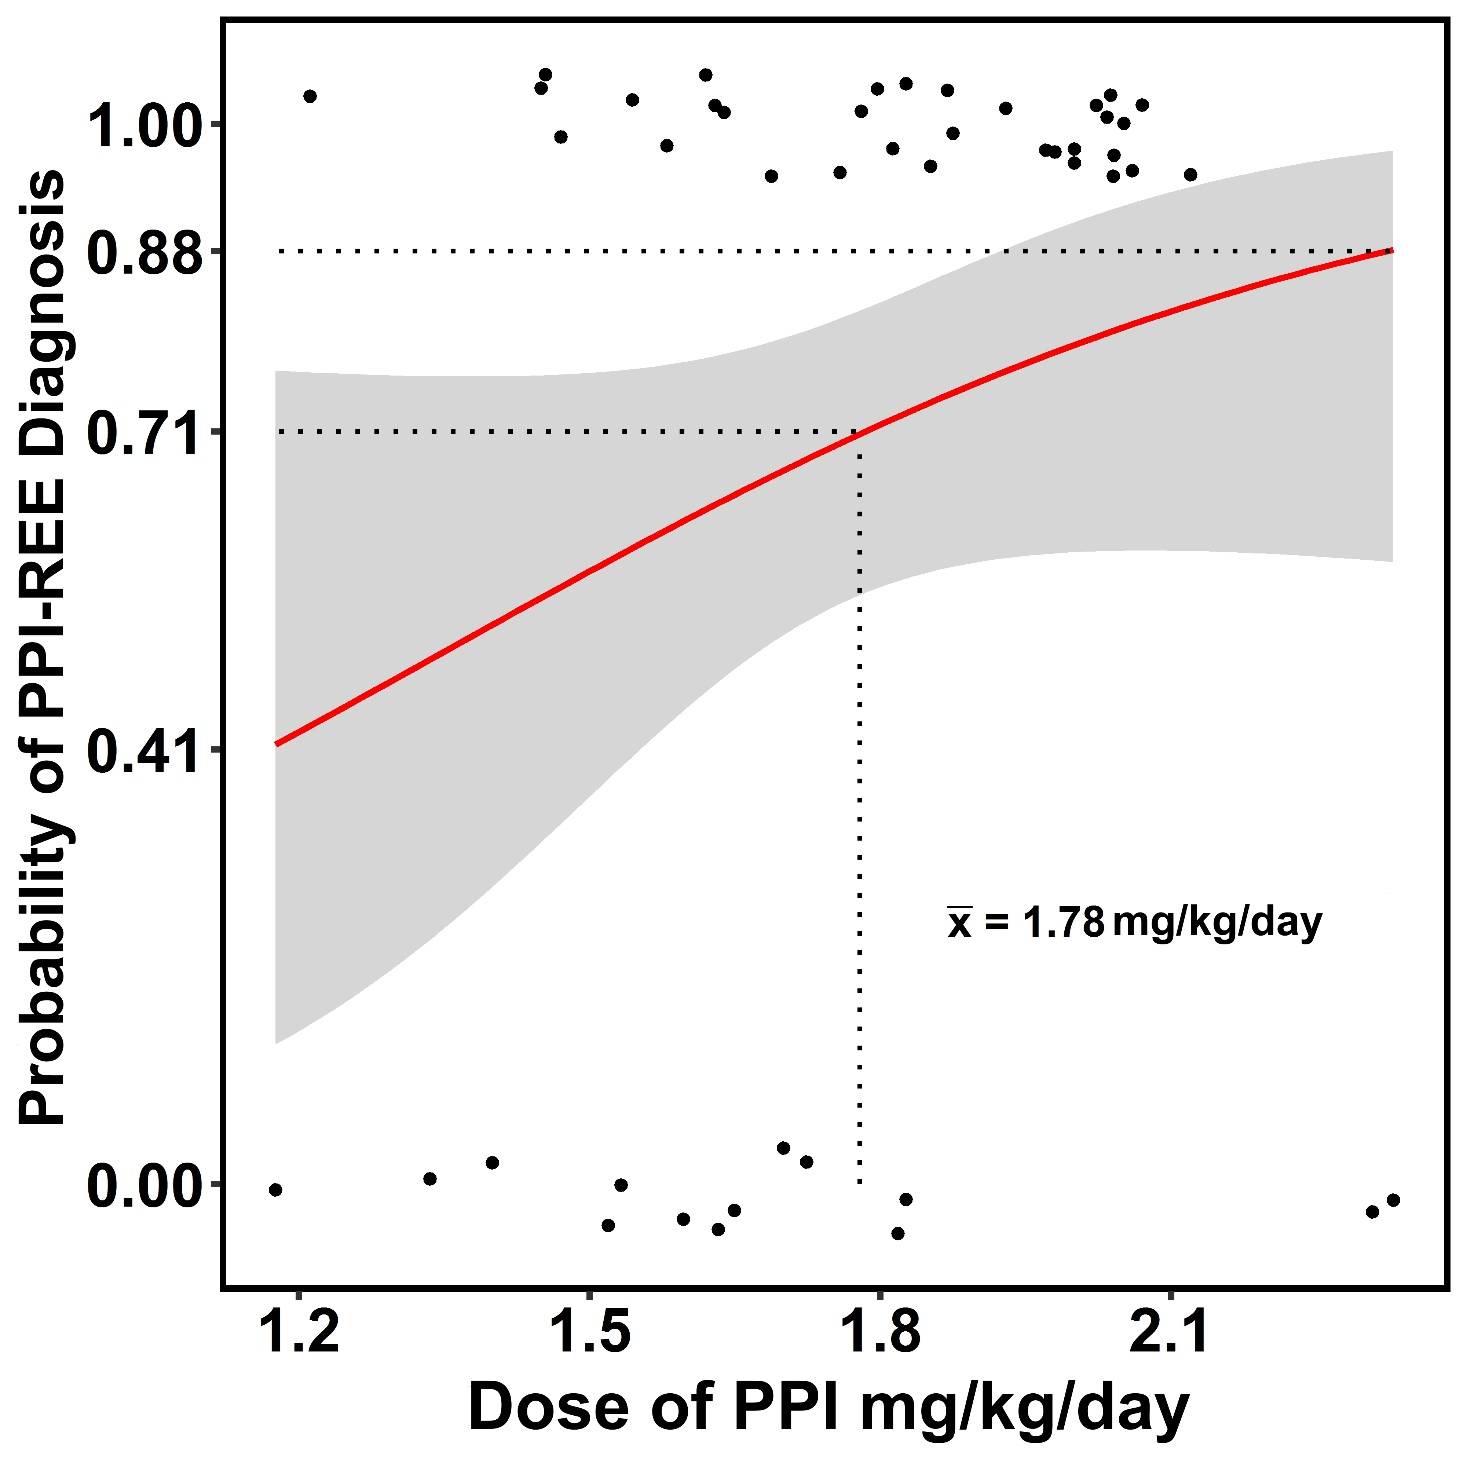 Probability of PPI-REE Diagnosis
1.00
0.88
0.71
0.41
0.00
x̅ = 1.78 mg/kg/day
1.2 1.5 1.8 2.1
Dose of PPI mg/kg/day